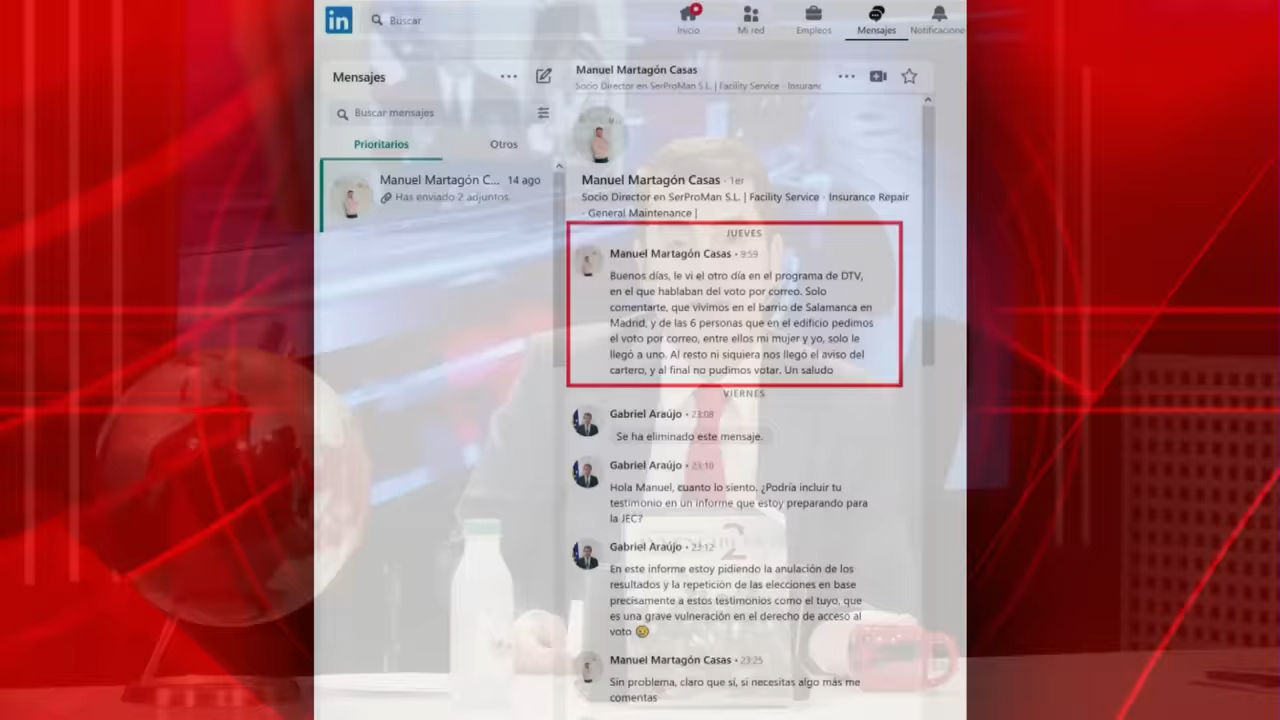 in
Buscar
Inicio
Mi red
Empleos
Mensajes
Notificacione
Mensajes
Manuel Martagón Casas
Socio Director en SerProMan S.L. | Facility Service · Insuranc
Buscar mensajes
Prioritarios
Otros
Manuel Martagón C... 14 ago
Has enviado 2 adjuntos.
Manuel Martagón Casas · 1er
Socio Director en SerProMan S.L. | Facility Service · Insurance Repair
· General Maintenance |
JUEVES
Manuel Martagón Casas • 9:59
Buenos días, le vi el otro día en el programa de DTV,
en el que hablaban del voto por correo. Solo
comentarte, que vivimos en el barrio de Salamanca en
Madrid, y de las 6 personas que en el edificio pedimos
el voto por correo, entre ellos mi mujer y yo, solo le
llegó a uno. Al resto ni siquiera nos llegó el aviso del
cartero, y al final no pudimos votar. Un saludo
VIERNES
Gabriel Araújo • 23:08
Se ha eliminado este mensaje.
Gabriel Araújo • 23:10
Hola Manuel, cuanto lo siento. ¿Podría incluir tu
testimonio en un informe que estoy preparando para
la JEC?
Gabriel Araújo • 23:12
En este informe estoy pidiendo la anulación de los
resultados y la repetición de las elecciones en base
precisamente a estos testimonios como el tuyo, que
es una grave vulneración en el derecho de acceso al
voto
Manuel Martagón Casas • 23:25
Sin problema, claro que sí, si necesitas algo más me
comentas